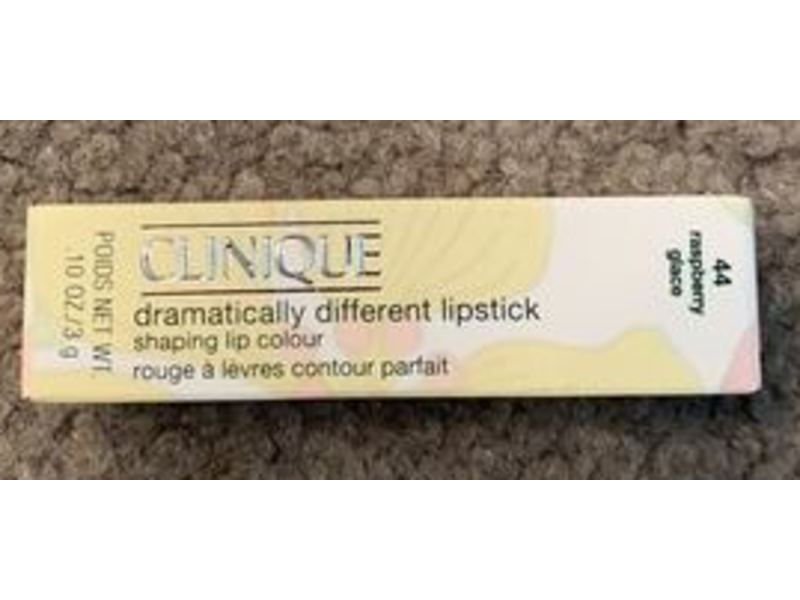 CLINIQUE
dramatically different lipstick
shaping lip colour
rouge à lèvres contour parfait
POIDS NET WT.
.10 OZ./3 g
44
raspberry
glace